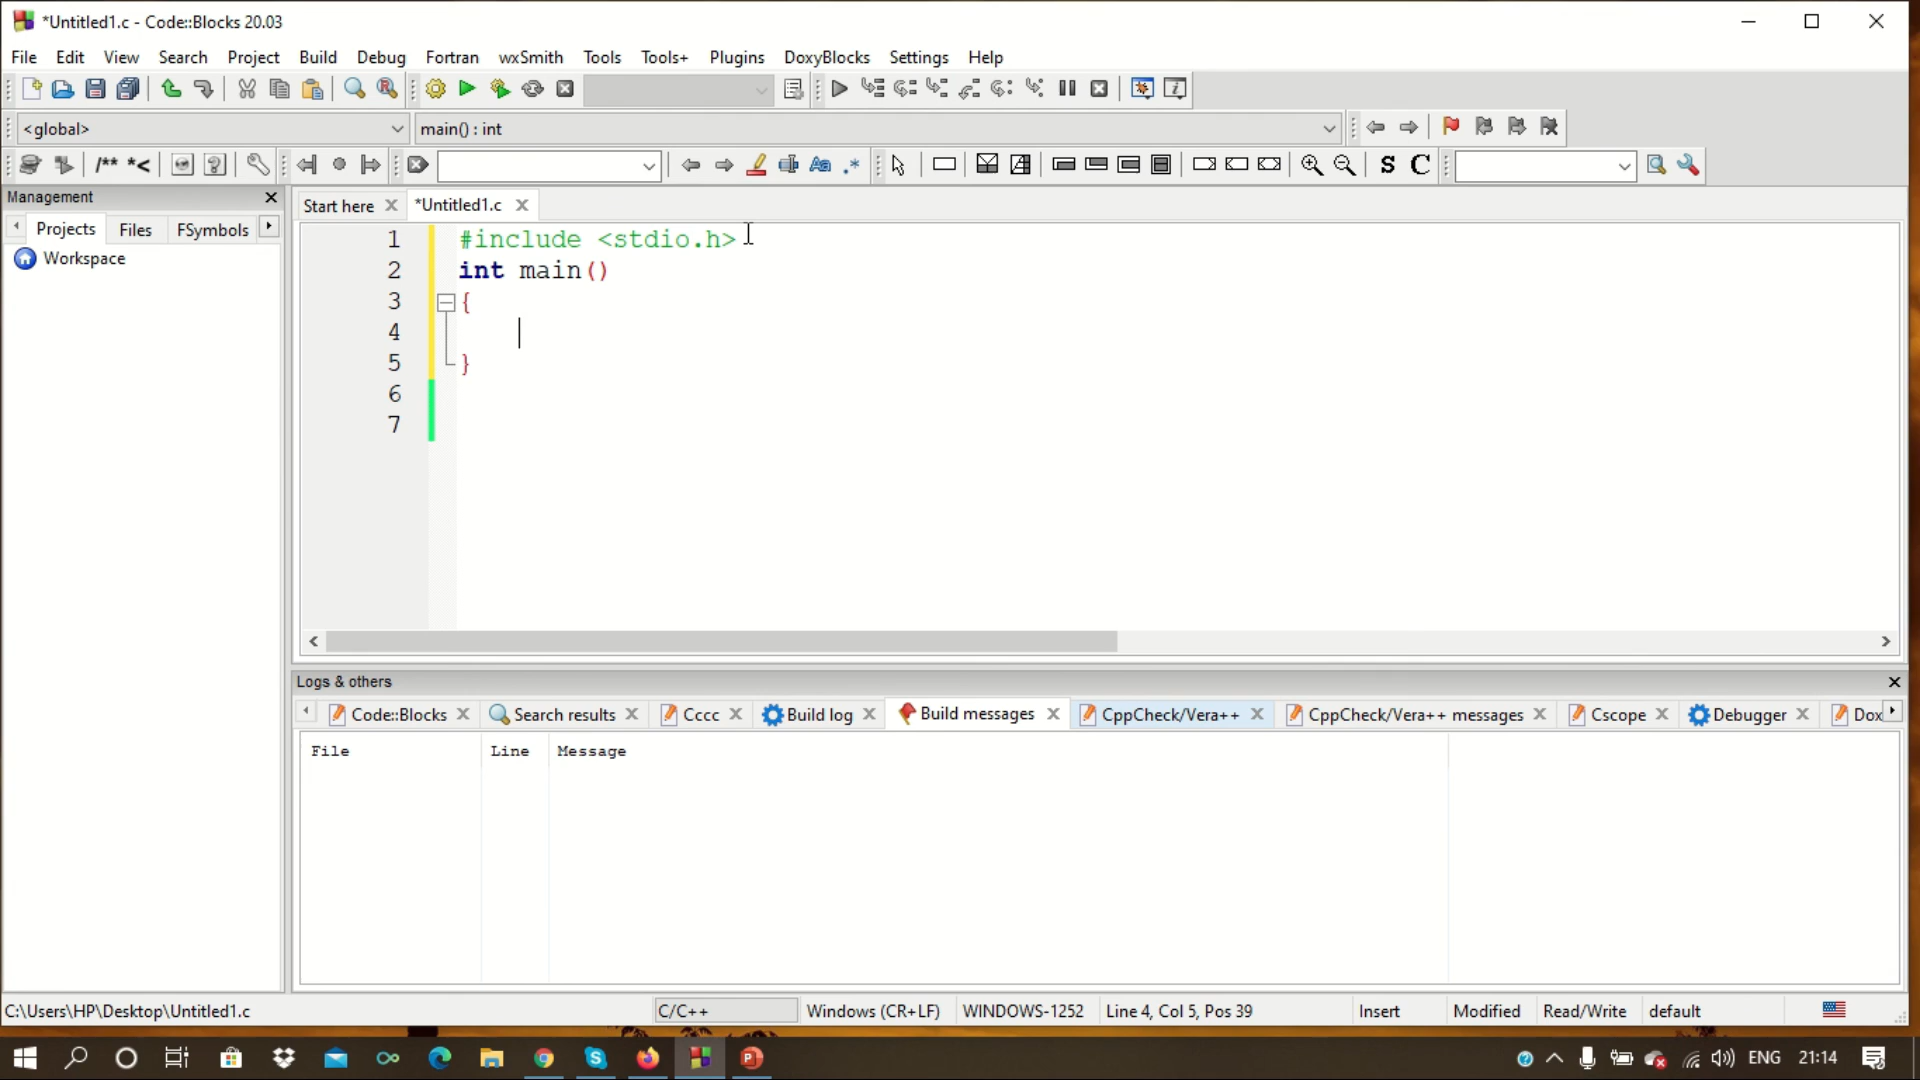 *Untitled1.c - Code::Blocks 20.03
File Edit View Search Project Build Debug Fortran wxSmith Tools Tools+ Plugins DoxyBlocks Settings Help
<global> main() : int
/** *< Aa .* S C
Management
Projects Files FSymbols
Workspace
Start here *Untitled1.c
1 #include <stdio.h>
2 int main()
3 {
4
5 }
6
7
Logs & others
Code::Blocks Search results Cccc Build log Build messages CppCheck/Vera++ CppCheck/Vera++ messages Cscope Debugger Dox
File Line Message
C:\Users\HP\Desktop\Untitled1.c C/C++ Windows (CR+LF) WINDOWS-1252 Line 4, Col 5, Pos 39 Insert Modified Read/Write default
ENG 21:14